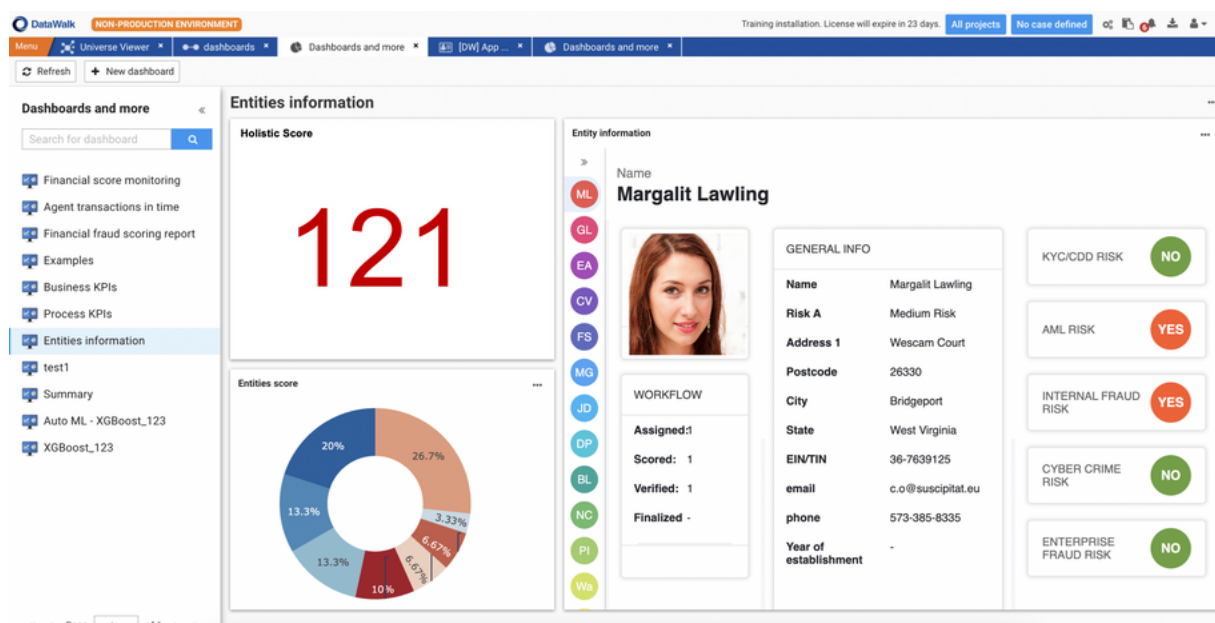 DataWalk NON-PRODUCTION ENVIRONMENT Training installation. License will expire in 23 days. All projects No case defined
Menu Universe Viewer × dashboards × Dashboards and more × [DW] App ... × Dashboards and more ×
Refresh + New dashboard
Dashboards and more «
Search for dashboard
Financial score monitoring
Agent transactions in time
Financial fraud scoring report
Examples
Business KPIs
Process KPIs
Entities information
test1
Summary
Auto ML - XGBoost_123
XGBoost_123
Entities information
Holistic Score
121
Entities score
20%
26.7%
13.3%
3.33%
6.67%
13.3%
6.67%
10%
Entity information
»
ML
GL
EA
CV
FS
MG
JD
DP
BL
NC
PI
Wa
Name
Margalit Lawling
WORKFLOW
Assigned:1
Scored: 1
Verified: 1
Finalized -
GENERAL INFO
Name Margalit Lawling
Risk A Medium Risk
Address 1 Wescam Court
Postcode 26330
City Bridgeport
State West Virginia
EIN/TIN 36-7639125
email c.o@suscipitat.eu
phone 573-385-8335
Year of
establishment -
KYC/CDD RISK NO
AML RISK YES
INTERNAL FRAUD
RISK YES
CYBER CRIME
RISK NO
ENTERPRISE
FRAUD RISK NO